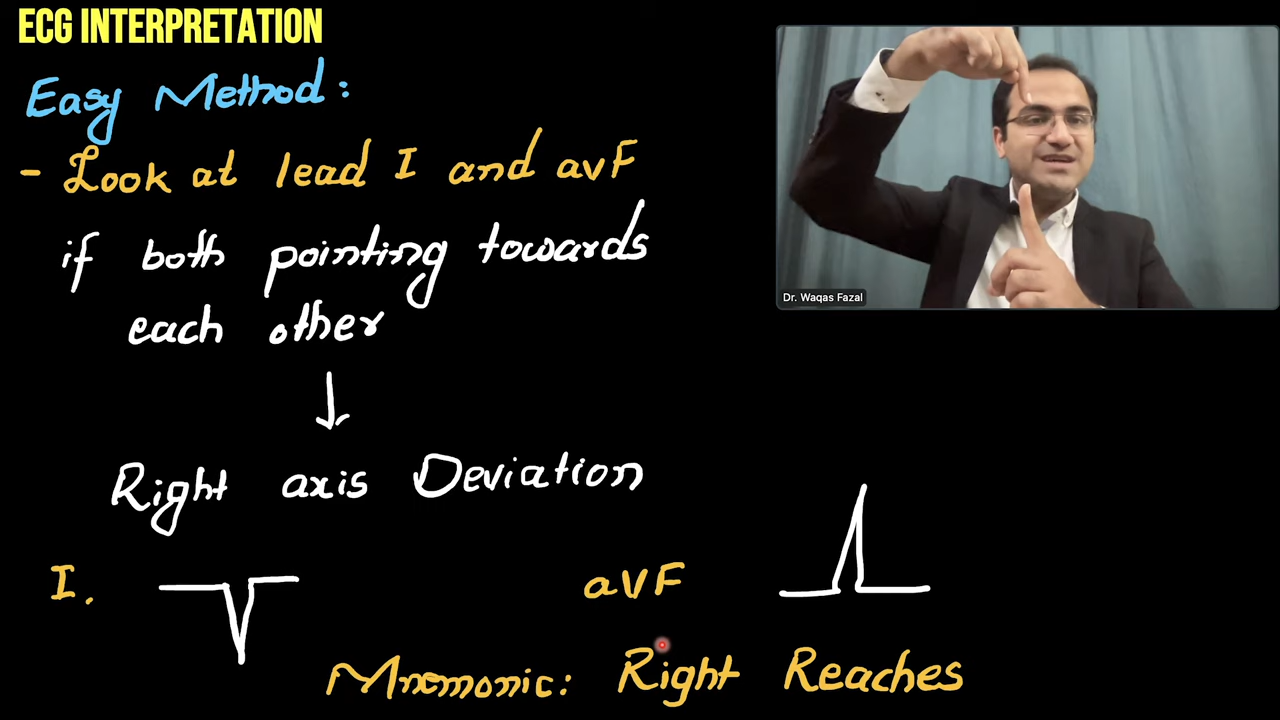 ECG INTERPRETATION
Easy Method:
- Look at lead I and avF
if both pointing towards
each other
↓
Right axis Deviation
I.
aVF
Mnemonic: Right Reaches
Dr. Waqas Fazal